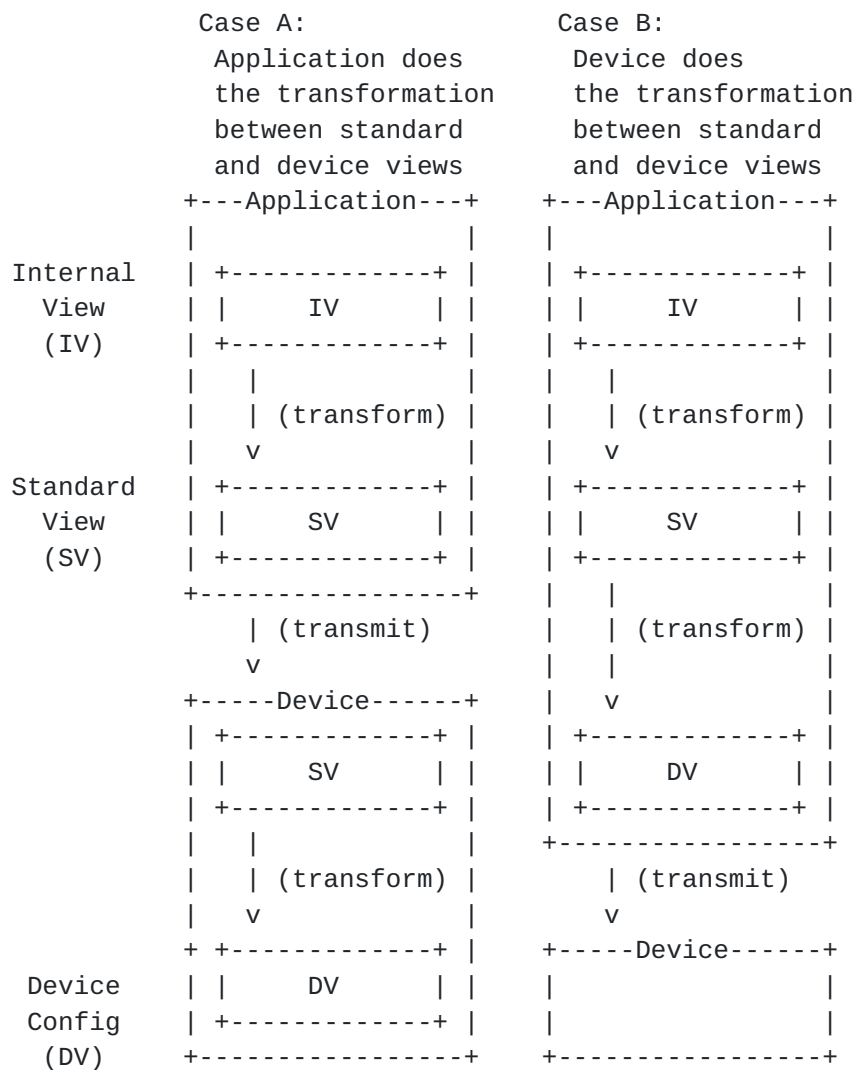 Case A:                Case B:
             Application does       Device does
             the transformation     the transformation
             between standard       between standard
             and device views       and device views
           +---Application---+    +---Application---+
           |                 |    |                 |
Internal   | +-------------+ |    | +-------------+ |
  View     | |     IV      | |    | |     IV      | |
  (IV)     | +-------------+ |    | +-------------+ |
           |   |             |    |   |             |
           |   | (transform) |    |   | (transform) |
           |   v             |    |   v             |
Standard   | +-------------+ |    | +-------------+ |
  View     | |     SV      | |    | |     SV      | |
  (SV)     | +-------------+ |    | +-------------+ |
           +-----------------+    |   |             |
               | (transmit)       |   | (transform) |
               v                  |   |             |
           +-----Device------+    |   v             |
           | +-------------+ |    | +-------------+ |
           | |     SV      | |    | |     DV      | |
           | +-------------+ |    | +-------------+ |
           |   |             |    +-----------------+
           |   | (transform) |        | (transmit)
           |   v             |        v
           + +-------------+ |    +-----Device------+
 Device    | |     DV      | |    |                 |
 Config    | +-------------+ |    |                 |
  (DV)     +-----------------+    +-----------------+